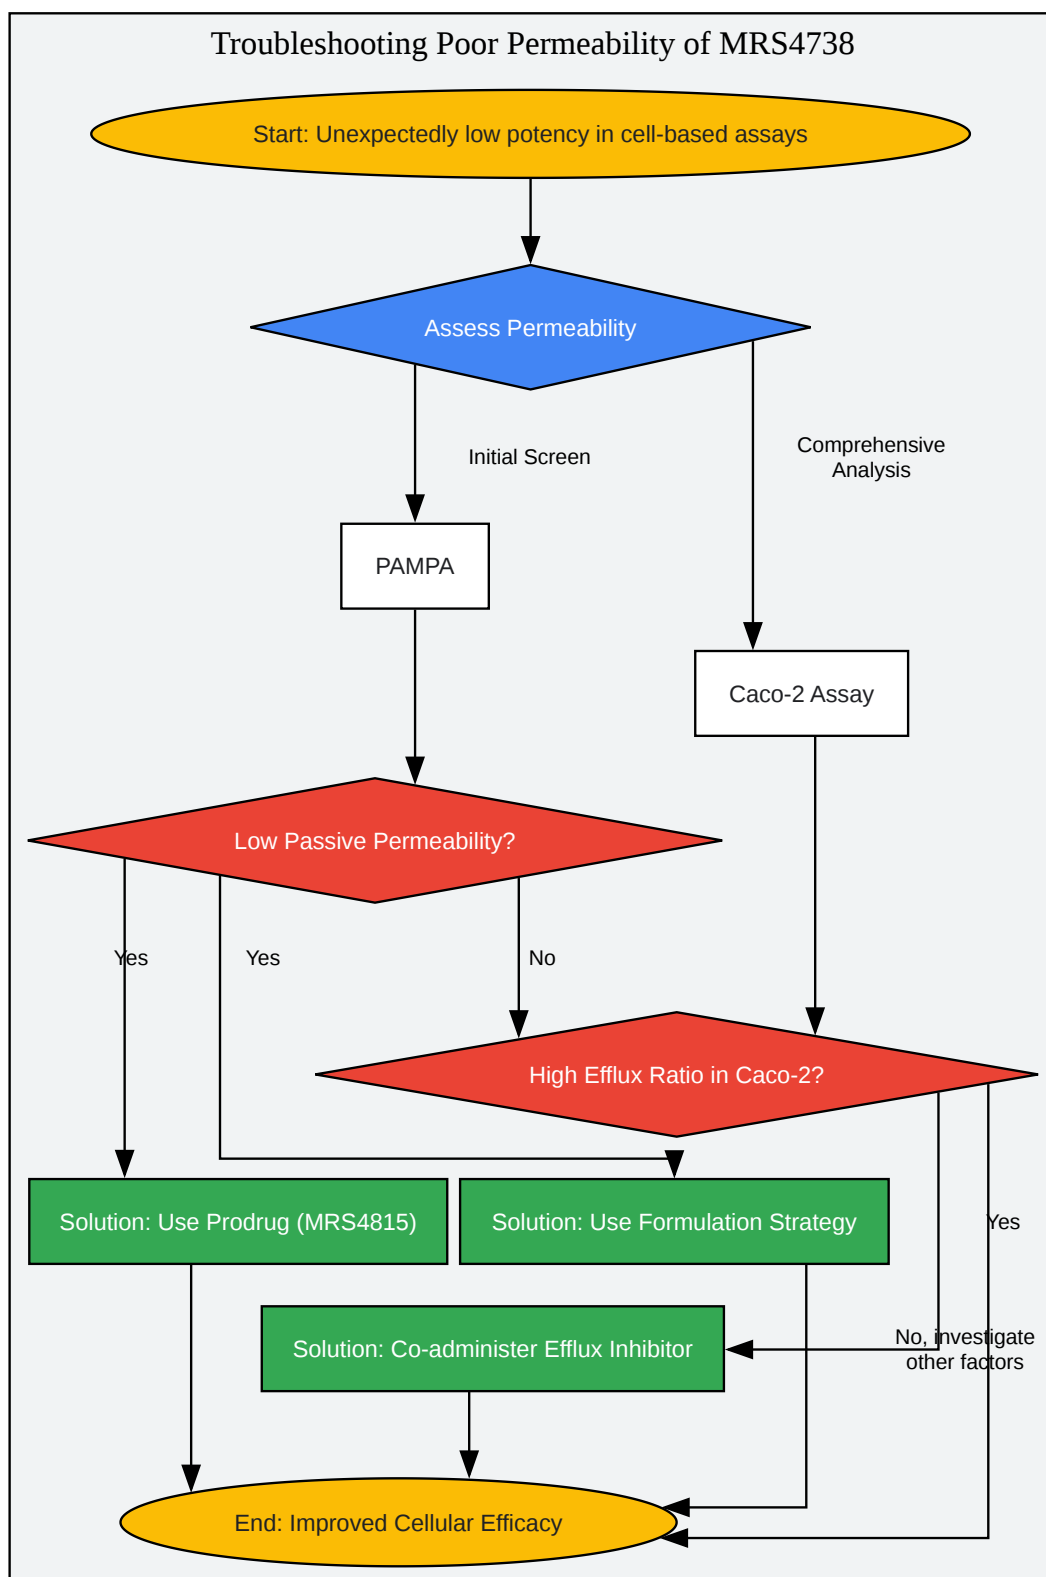 Troubleshooting Poor Permeability of MRS4738
Start: Unexpectedly low potency in cell-based assays
Assess Permeability
Initial Screen
Comprehensive
Analysis
PAMPA
Caco-2 Assay
Low Passive Permeability?
Yes
Yes
No
High Efflux Ratio in Caco-2?
Solution: Use Prodrug (MRS4815)
Solution: Use Formulation Strategy
Yes
Solution: Co-administer Efflux Inhibitor
No, investigate
other factors
End: Improved Cellular Efficacy